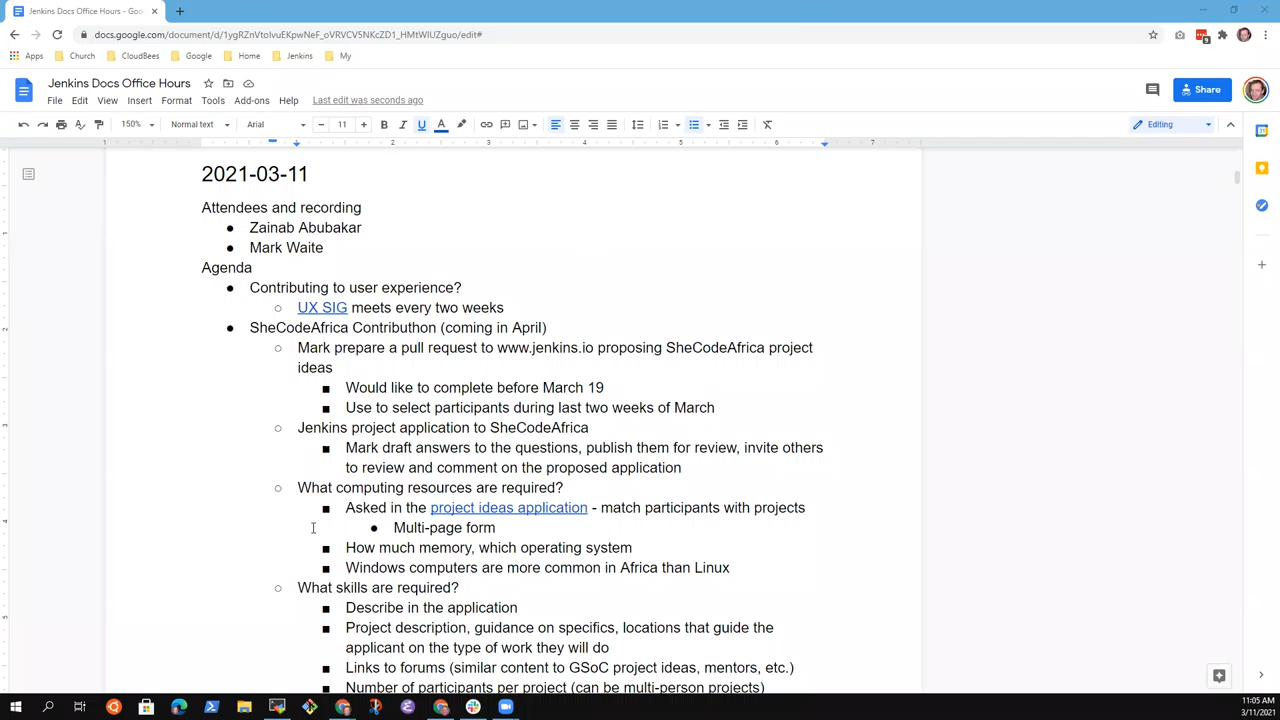 Jenkins Docs Office Hours - Goo
docs.google.com/document/d/1ygRZnVtoIvuEKpwNeF_oVRVCV5NKcZD1_HMtWIUZguo/edit#
Apps Church CloudBees Google Home Jenkins My
Jenkins Docs Office Hours
File Edit View Insert Format Tools Add-ons Help Last edit was seconds ago
Share
150% Normal text Arial 11 Editing
1 1 2 3 4 5 6 7
2021-03-11
Attendees and recording
● Zainab Abubakar
● Mark Waite
Agenda
● Contributing to user experience?
○ UX SIG meets every two weeks
● SheCodeAfrica Contributhon (coming in April)
○ Mark prepare a pull request to www.jenkins.io proposing SheCodeAfrica project
ideas
■ Would like to complete before March 19
■ Use to select participants during last two weeks of March
○ Jenkins project application to SheCodeAfrica
■ Mark draft answers to the questions, publish them for review, invite others
to review and comment on the proposed application
○ What computing resources are required?
■ Asked in the project ideas application - match participants with projects
● Multi-page form
■ How much memory, which operating system
■ Windows computers are more common in Africa than Linux
○ What skills are required?
■ Describe in the application
■ Project description, guidance on specifics, locations that guide the
applicant on the type of work they will do
■ Links to forums (similar content to GSoC project ideas, mentors, etc.)
■ Number of participants per project (can be multi-person projects)
11:05 AM
3/11/2021